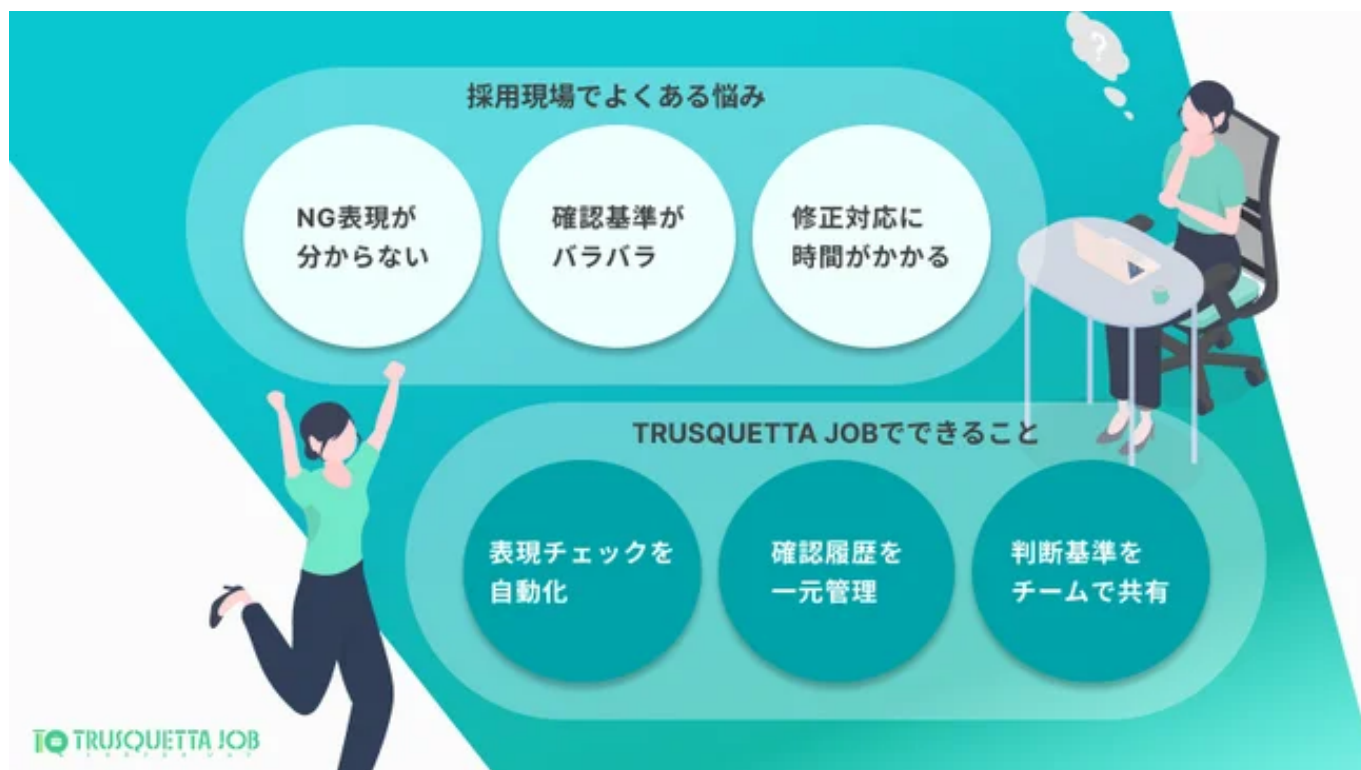 ?
採用現場でよくある悩み
NG表現が
分からない
確認基準が
バラバラ
修正対応に
時間がかかる
TRUSQUETTA JOBでできること
表現チェックを
自動化
確認履歴を
一元管理
判断基準を
チームで共有
TRUSQUETTA JOB